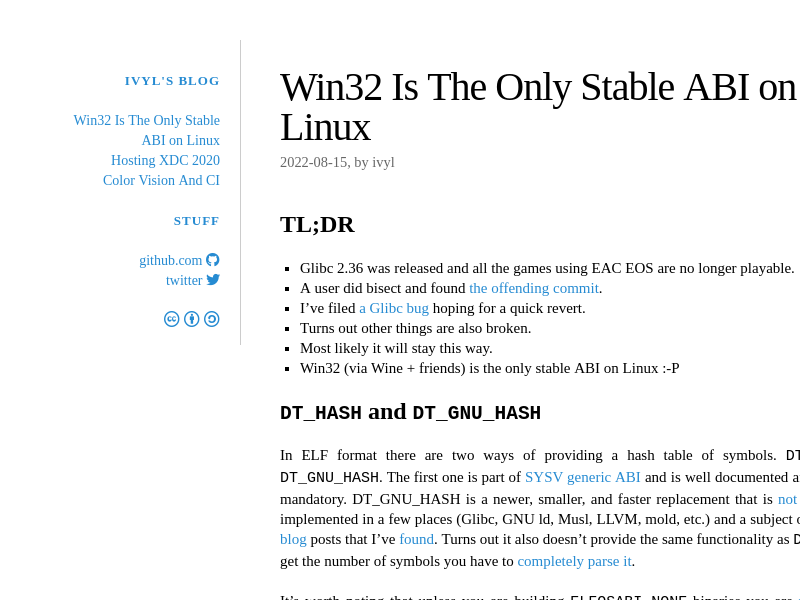 IVYL'S BLOG
Win32 Is The Only Stable
ABI on Linux
Hosting XDC 2020
Color Vision And CI
STUFF
github.com
twitter
Win32 Is The Only Stable ABI on
Linux
2022-08-15, by ivyl
TL;DR
Glibc 2.36 was released and all the games using EAC EOS are no longer playable.
A user did bisect and found the offending commit.
I’ve filed a Glibc bug hoping for a quick revert.
Turns out other things are also broken.
Most likely it will stay this way.
Win32 (via Wine + friends) is the only stable ABI on Linux :-P
DT_HASH and DT_GNU_HASH
In ELF format there are two ways of providing a hash table of symbols.
DT_GNU_HASH. The first one is part of SYSV generic ABI and is well documented
mandatory. DT_GNU_HASH is a newer, smaller, and faster replacement that is not
implemented in a few places (Glibc, GNU ld, Musl, LLVM, mold, etc.) and a subject
blog posts that I’ve found. Turns out it also doesn’t provide the same functionality as
get the number of symbols you have to completely parse it.
It’s worth noting that unless you are building ELFOSABI_NONE binaries you are